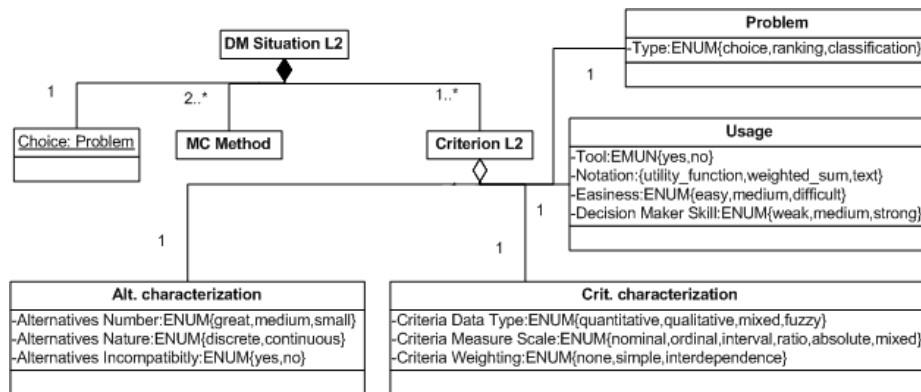 Problem
-Type:ENUM{choice,ranking,classification}
DM Situation L2
1
2..*
1..*
1
Choice: Problem
MC Method
Criterion L2
Usage
-Tool:EMUN{yes,no}
-Notation:{utility_function,weighted_sum,text}
-Easiness:ENUM{easy,medium,difficult}
-Decision Maker Skill:ENUM{weak,medium,strong}
1
1
1
Alt. characterization
-Alternatives Number:ENUM{great,medium,small}
-Alternatives Nature:ENUM{discrete,continuous}
-Alternatives Incompatibitly:ENUM{yes,no}
Crit. characterization
-Criteria Data Type:ENUM{quantitative,qualitative,mixed,fuzzy}
-Criteria Measure Scale:ENUM{nominal,ordinal,interval,ratio,absolute,mixed}
-Criteria Weighting:ENUM{none,simple,interdependence}